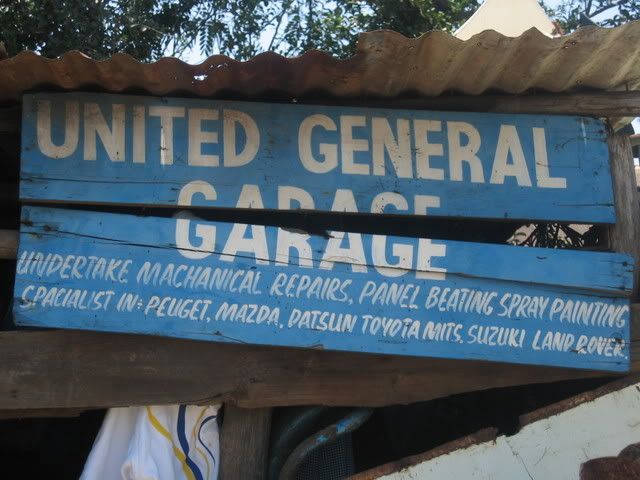 UNITED GENERAL
GARAGE
UNDERTAKE MACHANICAL REPAIRS, PANEL BEATING SPRAY PAINTING
SPACIALIST IN: PEUGET, MAZDA, DATSUN TOYOTA MITS. SUZUKI LAND ROVER.